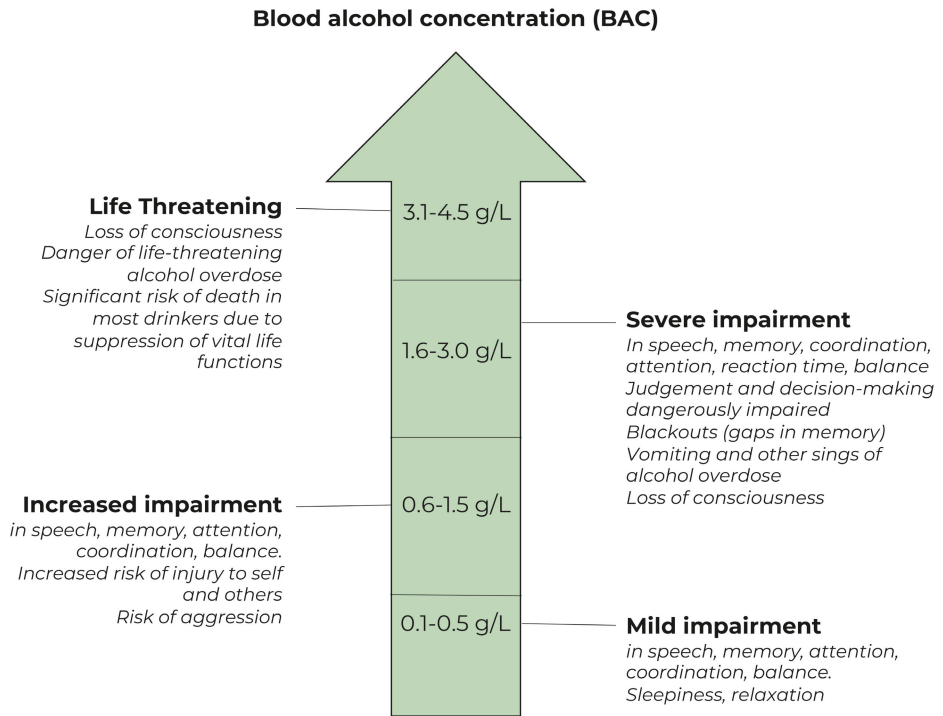 Blood alcohol concentration (BAC)
3.1-4.5 g/L
Life Threatening
Loss of consciousness
Danger of life-threatening
alcohol overdose
Significant risk of death in
most drinkers due to
suppression of vital life
functions
1.6-3.0 g/L
Severe impairment
In speech, memory, coordination,
attention, reaction time, balance
Judgement and decision-making
dangerously impaired
Blackouts (gaps in memory)
Vomiting and other sings of
alcohol overdose
Loss of consciousness
0.6-1.5 g/L
Increased impairment
in speech, memory, attention,
coordination, balance.
Increased risk of injury to self
and others
Risk of aggression
0.1-0.5 g/L
Mild impairment
in speech, memory, attention,
coordination, balance.
Sleepiness, relaxation